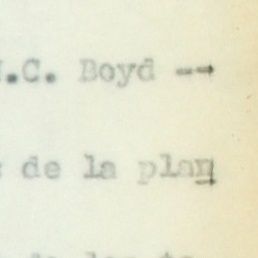 .C. Boyd --
de la plan